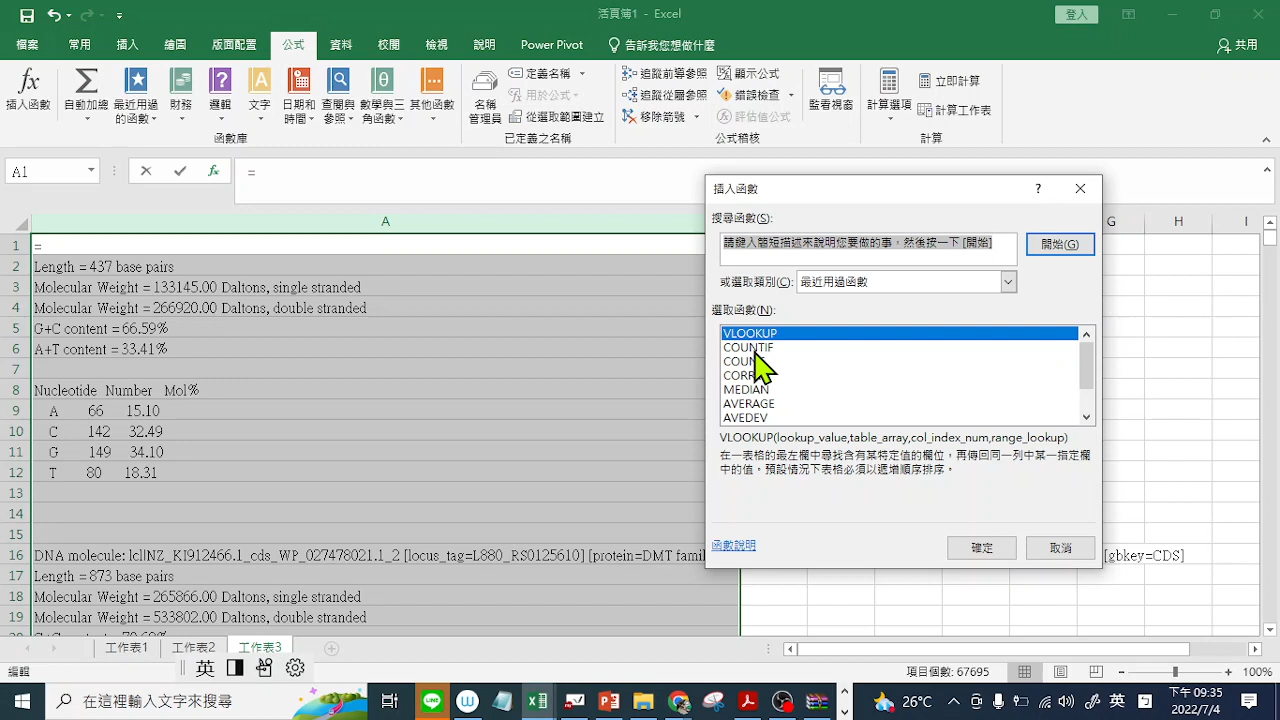 活頁簿1 - Excel
登入
檔案 常用 插入 繪圖 版面配置 公式 資料 校閱 檢視 說明 Power Pivot 告訴我您想做什麼 共用
插入函數
自動加總
最近用過的函數
財務
邏輯
文字
日期和時間
查閱與參照
數學與三角函數
其他函數
函數庫
名稱管理員
定義名稱
用於公式
從選取範圍建立
已定義之名稱
追蹤前導參照
追蹤從屬參照
移除箭號
顯示公式
錯誤檢查
評估值公式
公式稽核
監看視窗
計算選項
立即計算
計算工作表
計算
A1 fx =
A G H I
1 =
2 Length = 437 base pairs
3 Molecular Weight = 133145.00 Daltons, single stranded
4 Molecular Weight = 266920.00 Daltons, double stranded
5 G+C content = 66.59%
6 A+T content = 33.41%
7
8 Nucleotide Number Mol%
9 A 66 15.10
10 C 142 32.49
11 G 149 34.10
12 T 80 18.31
13
14
15
DNA molecule: lcl|NZ_KI912466.1_cds_WP_027478021.1_2 [locus_tag=
[protein=DMT famil
[gbkey=CDS]
17 Length = 873 base pairs
18 Molecular Weight = 265866.00 Daltons, single stranded
19 Molecular Weight = 533802.00 Daltons, double stranded
插入函數 ?
搜尋函數(S):
請鍵入簡短描述來說明您要做的事，然後按一下 [開始]
開始(G)
或選取類別(C): 最近用過函數
選取函數(N):
VLOOKUP
COUNTIF
COUN
CORR
MEDIAN
AVERAGE
AVEDEV
VLOOKUP(lookup_value,table_array,col_index_num,range_lookup)
在一表格的最左欄中尋找含有某特定值的欄位，再傳回同一列中某一指定欄
中的值。預設情況下表格必須以遞增順序排序。
函數說明 確定 取消
工作表1 工作表2 工作表3
編輯 英 項目個數: 67695 100%
在這裡輸入文字來搜尋 26°C 英 下午 09:35
2022/7/4